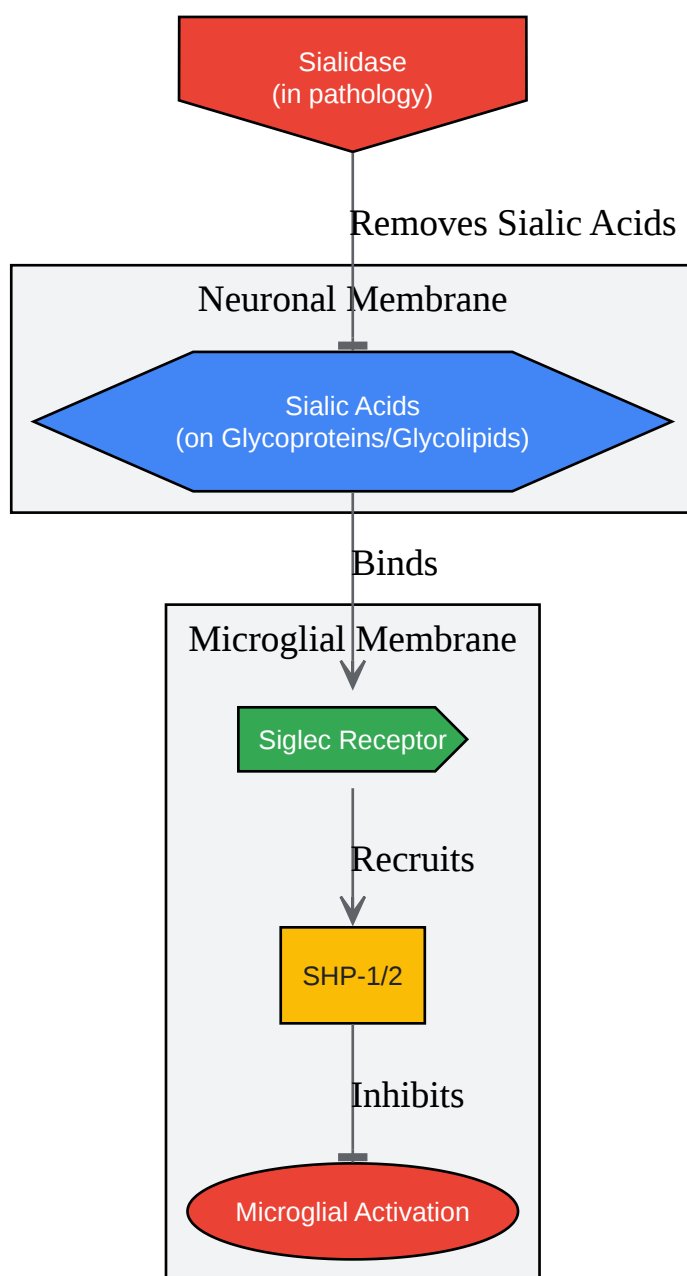 Sialidase
(in pathology)
Removes Sialic Acids
Neuronal Membrane
Sialic Acids
(on Glycoproteins/Glycolipids)
Binds
Microglial Membrane
Siglec Receptor
Recruits
SHP-1/2
Inhibits
Microglial Activation